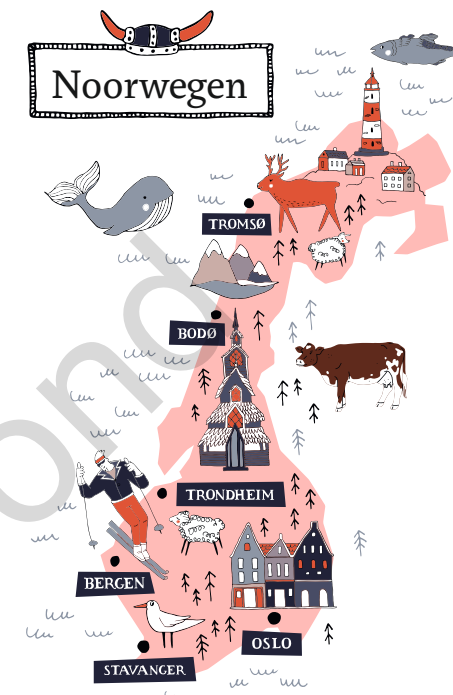 Noorwegen
TROMSØ
BODØ
TRONDHEIM
BERGEN
OSLO
STAVANGER